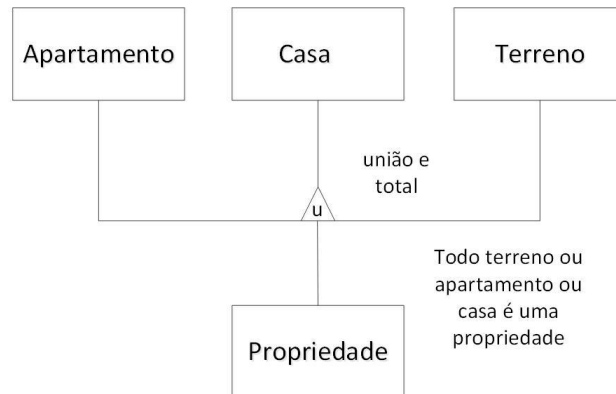 Apartamento
Casa
Terreno
união e
total
u
Todo terreno ou
apartamento ou
casa é uma
propriedade
Propriedade